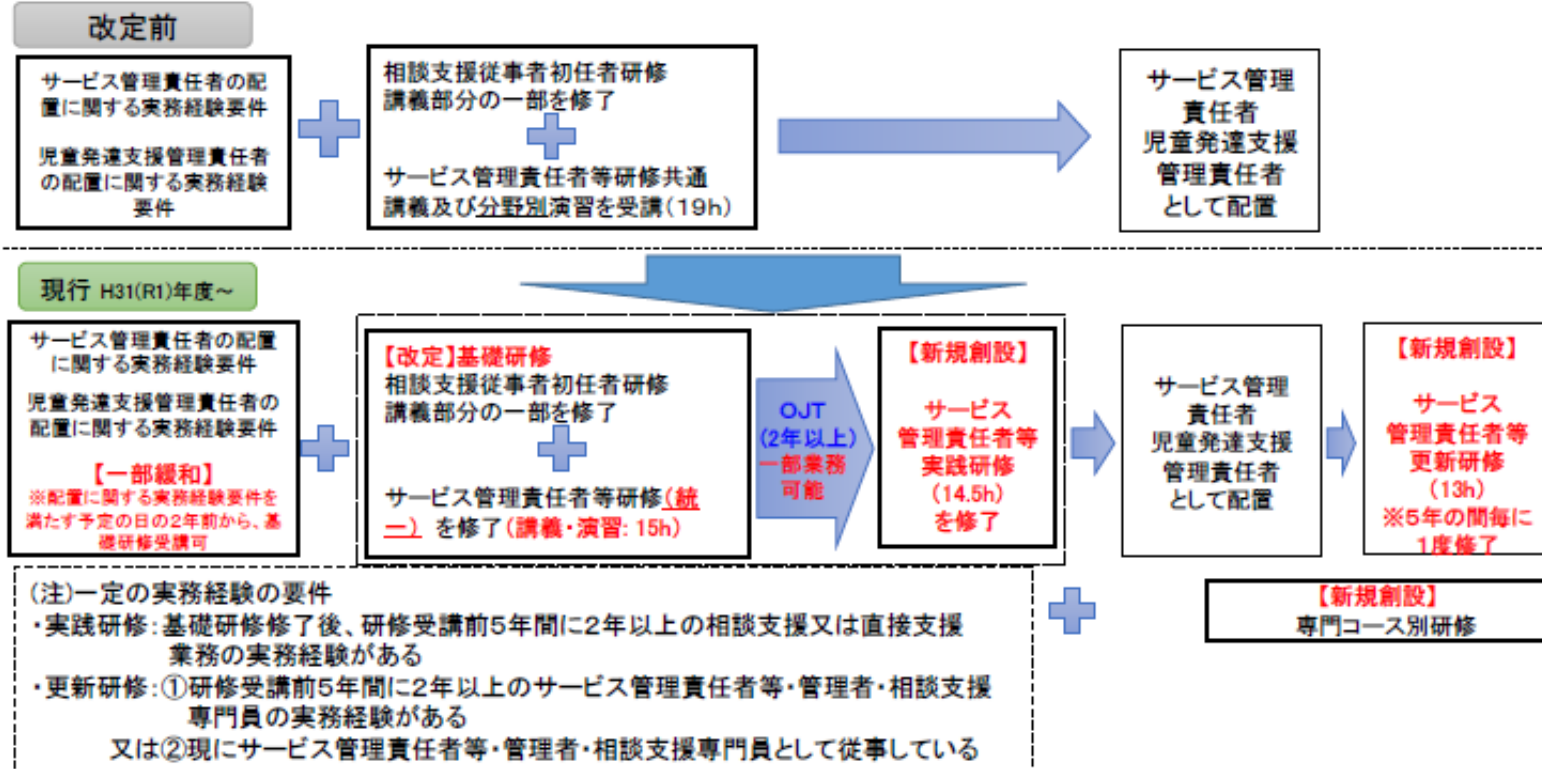 改定前
サービス管理責任者の配
置に関する実務経験要件
児童発達支援管理責任者
の配置に関する実務経験
要件
相談支援従事者初任者研修
講義部分の一部を修了
サービス管理責任者等研修共通
講義及び分野別演習を受講(19h)
サービス管理
責任者
児童発達支援
管理責任者
として配置
現行 H31(R1)年度~
サービス管理責任者の配置
に関する実務経験要件
児童発達支援管理責任者の
配置に関する実務経験要件
【一部緩和】
※配置に関する実務経験要件を
満たす予定の日の2年前から、基
礎研修受講可
【改定】基礎研修
相談支援従事者初任者研修
講義部分の一部を修了
サービス管理責任者等研修(統
一) を修了(講義・演習: 15h)
OJT
(2年以上)
一部業務
可能
【新規創設】
サービス
管理責任者等
実践研修
(14.5h)
を修了
サービス管理
責任者
児童発達支援
管理責任者
として配置
【新規創設】
サービス
管理責任者等
更新研修
(13h)
※5年の間毎に
1度修了
【新規創設】
専門コース別研修
(注)一定の実務経験の要件
・実践研修:基礎研修修了後、研修受講前5年間に2年以上の相談支援又は直接支援
業務の実務経験がある
・更新研修:①研修受講前5年間に2年以上のサービス管理責任者等・管理者・相談支援
専門員の実務経験がある
又は②現にサービス管理責任者等・管理者・相談支援専門員として従事している